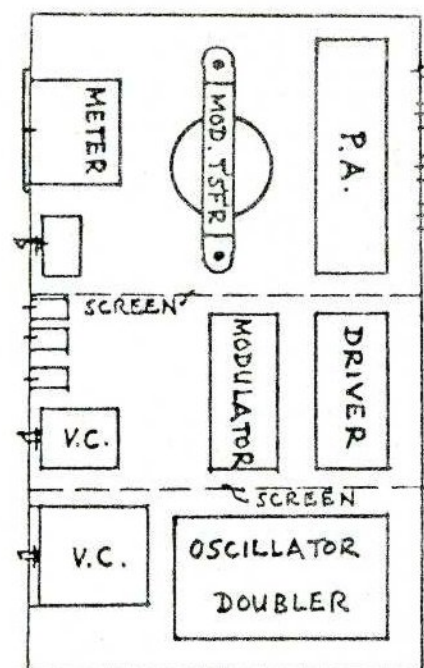 METER
MOD. TSFR
P.A.
SCREEN
MODULATOR
DRIVER
V.C.
SCREEN
V.C.
OSCILLATOR
DOUBLER